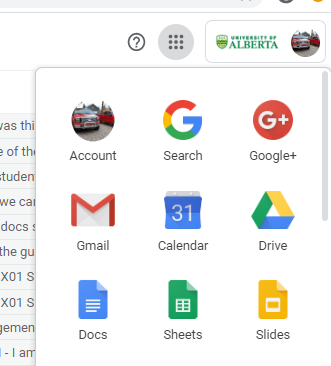 UNIVERSITY OF
ALBERTA
was thi
Account Search Google+
e of the
student
we car
Gmail Calendar Drive
docs s
the gu
X01 S
X01 S
Docs Sheets Slides
gemen
l - I am
31